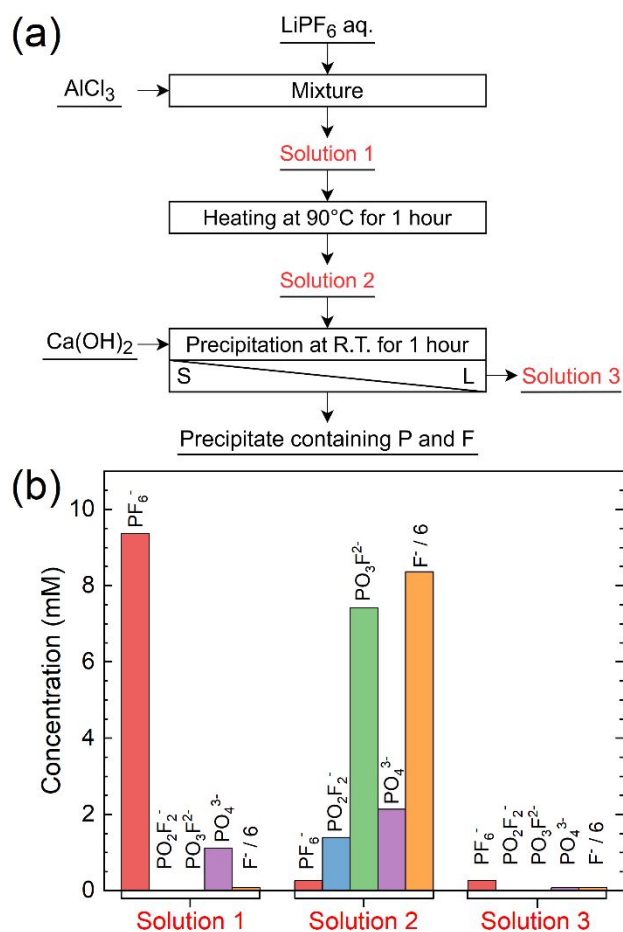 (a)
LiPF₆ aq.
AlCl₃
Mixture
Solution 1
Heating at 90°C for 1 hour
Solution 2
Ca(OH)₂
Precipitation at R.T. for 1 hour
S L
Solution 3
Precipitate containing P and F
(b)
Concentration (mM)
10
8
6
4
2
0
PF₆⁻
PO₂F₂⁻
PO₃F²⁻
PO₄³⁻
F⁻ / 6
PF₆⁻
PO₂F₂⁻
PO₃F²⁻
PO₄³⁻
F⁻ / 6
PF₆⁻
PO₂F₂⁻
PO₃F²⁻
PO₄³⁻
F⁻ / 6
Solution 1
Solution 2
Solution 3